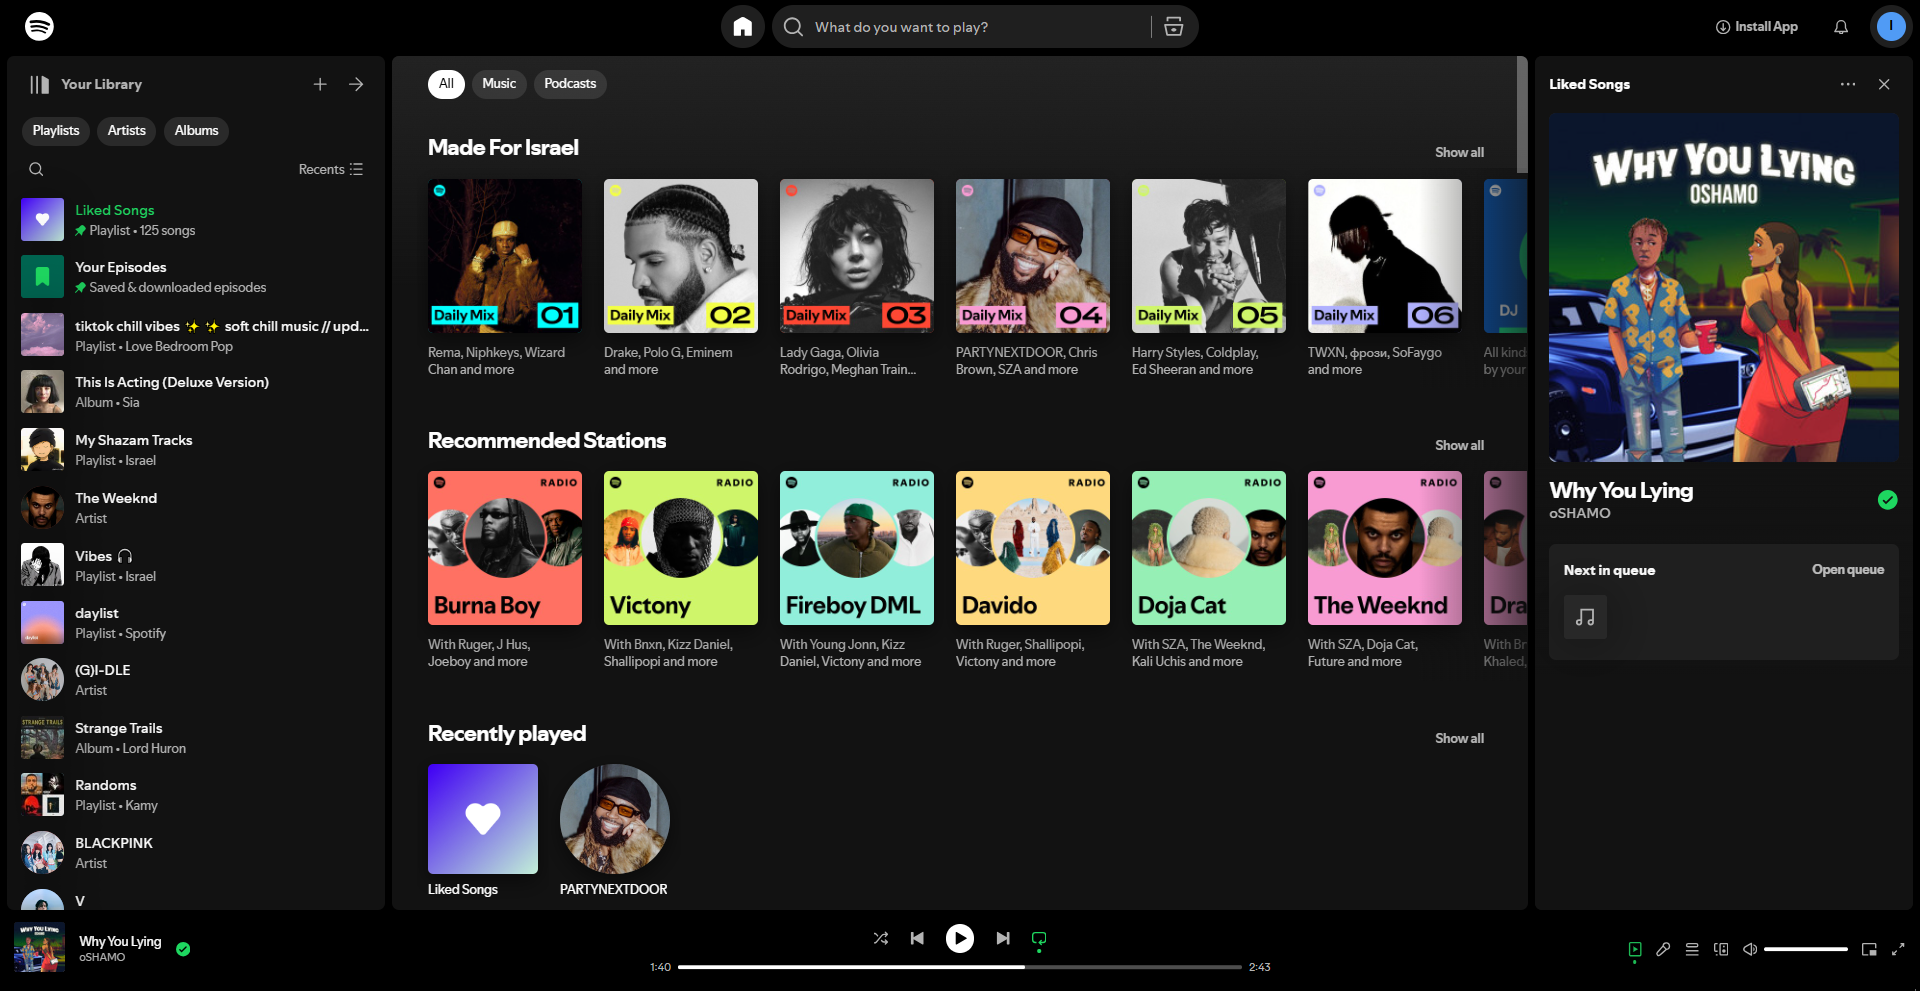 What do you want to play?
Install App
I
Your Library
Playlists
Artists
Albums
Recents
Liked Songs
Playlist • 125 songs
Your Episodes
Saved & downloaded episodes
tiktok chill vibes ✨ ✨ soft chill music // upd...
Playlist • Love Bedroom Pop
This Is Acting (Deluxe Version)
Album • Sia
My Shazam Tracks
Playlist • Israel
The Weeknd
Artist
Vibes 🎧
Playlist • Israel
daylist
daylist
Playlist • Spotify
(G)I-DLE
Artist
STRANGE TRAILS
Strange Trails
Album • Lord Huron
Randoms
Playlist • Kamy
BLACKPINK
Artist
V
All
Music
Podcasts
Made For Israel
Show all
Daily Mix 01
Daily Mix 02
Daily Mix 03
Daily Mix 04
Daily Mix 05
Daily Mix 06
DJ
Rema, Niphkeys, Wizard
Chan and more
Drake, Polo G, Eminem
and more
Lady Gaga, Olivia
Rodrigo, Meghan Train...
PARTYNEXTDOOR, Chris
Brown, SZA and more
Harry Styles, Coldplay,
Ed Sheeran and more
TWXN, фрози, SoFaygo
and more
All kind
by your
Recommended Stations
Show all
RADIO
Burna Boy
RADIO
Victony
RADIO
Fireboy DML
RADIO
Davido
RADIO
Doja Cat
RADIO
The Weeknd
Dra
With Ruger, J Hus,
Joeboy and more
With Bnxn, Kizz Daniel,
Shallipopi and more
With Young Jonn, Kizz
Daniel, Victony and more
With Ruger, Shallipopi,
Victony and more
With SZA, The Weeknd,
Kali Uchis and more
With SZA, Doja Cat,
Future and more
With Br
Khaled,
Recently played
Show all
Liked Songs
PARTYNEXTDOOR
Liked Songs
WHY YOU LYING
OSHAMO
Why You Lying
oSHAMO
Next in queue
Open queue
WHY YOU LYING
Why You Lying
oSHAMO
1:40
2:43